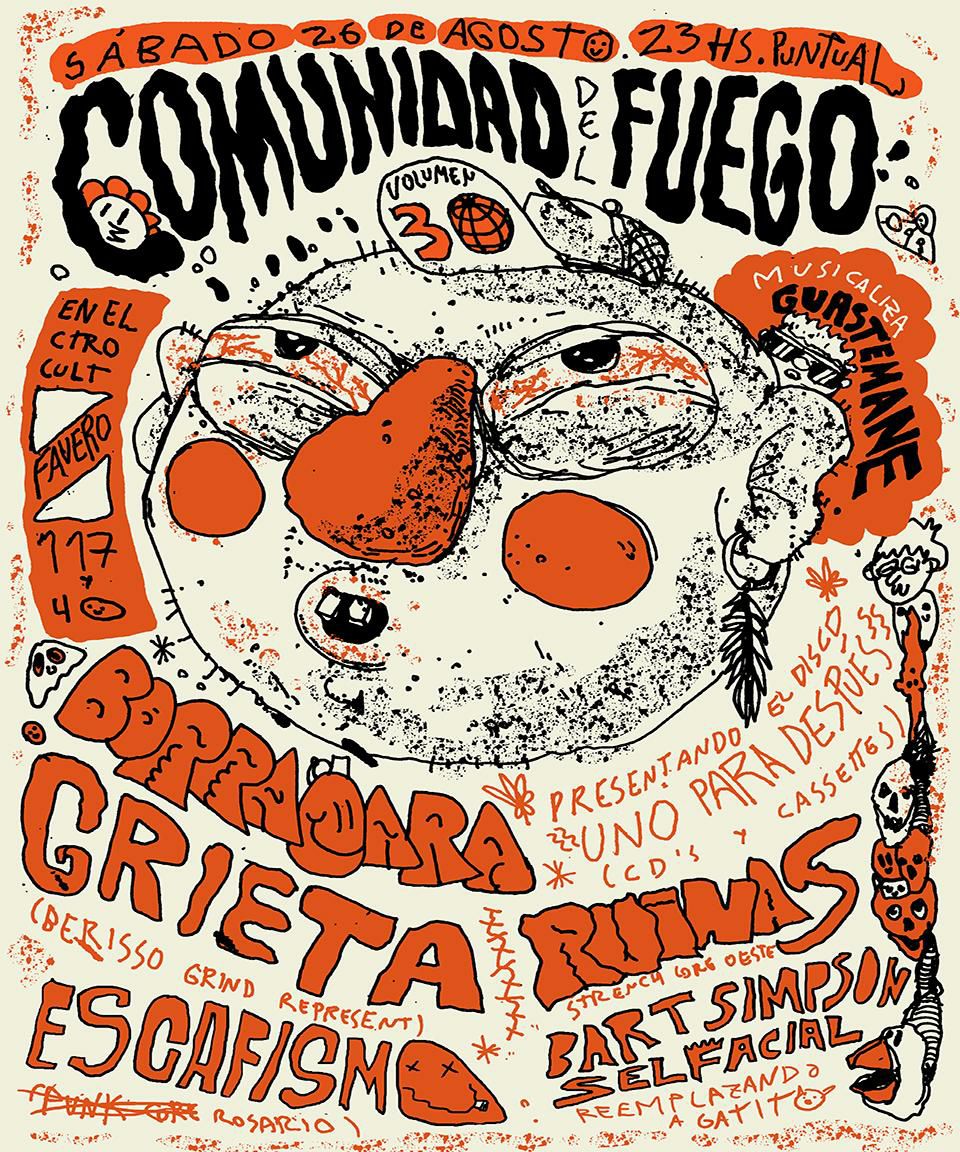 SÁBADO 26 DE AGOSTO. 23 HS. PUNTUAL
COMUNIDAD DEL FUEGO
VOLUMEN
30
MUSICALIZA
GUASTEMANE
EN EL
CTRO
CULT
FAVERO
117
y
40
BORRAJARRA
PRESENTANDO EL DISCO
UNO PARA DESPUÉS
(CD's y CASSETTES)
GRIETA
(BERISSO GRIND REPRESENT)
RUINAS
STRENCH CORE OESTE
ESCAFISMO
PUNK-CORE ROSARIO)
BART SIMPSON
SELFACIAL
REEMPLAZANDO
A GATITO